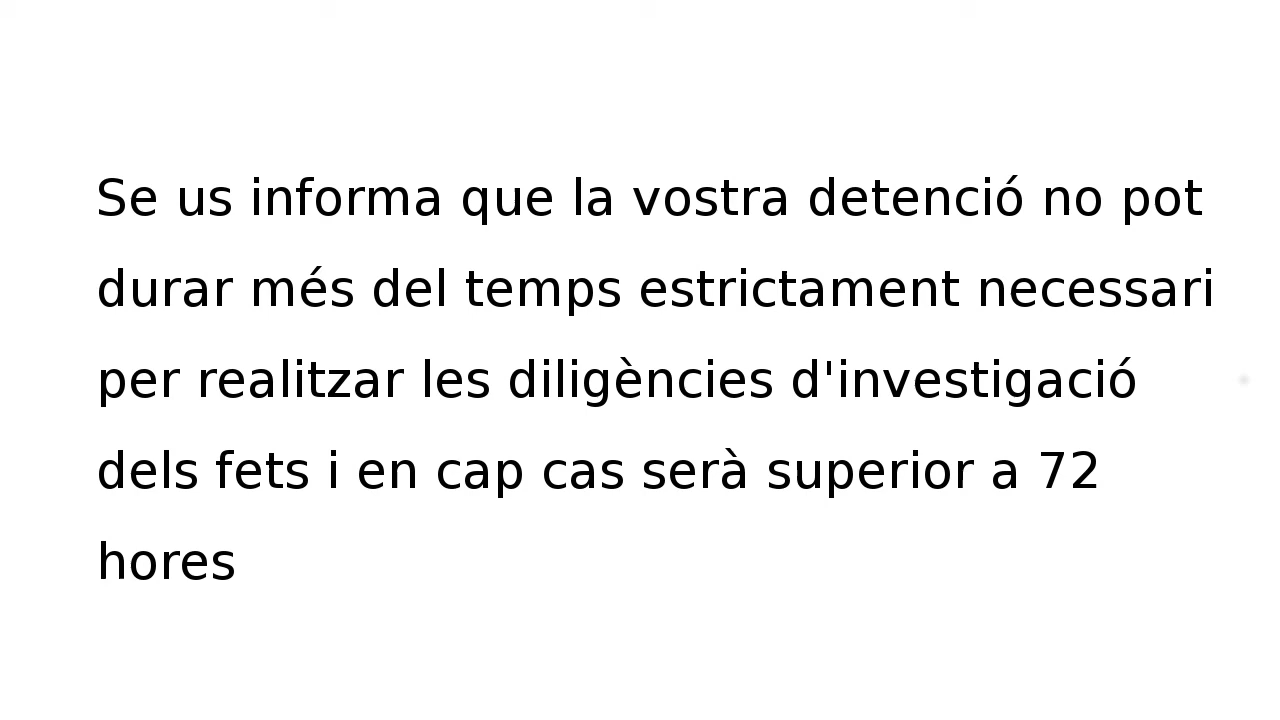 Se us informa que la vostra detenció no pot
durar més del temps estrictament necessari
per realitzar les diligències d'investigació
dels fets i en cap cas serà superior a 72
hores